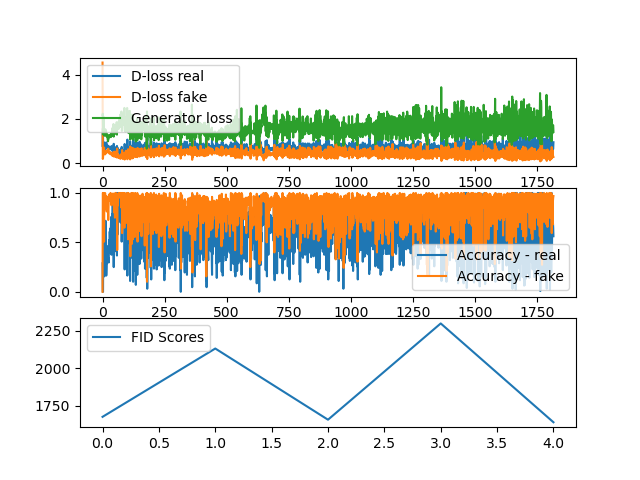 4
2
0
D-loss real
D-loss fake
Generator loss
0 250 500 750 1000 1250 1500 1750
1.0
0.5
0.0
Accuracy - real
Accuracy - fake
0 250 500 750 1000 1250 1500 1750
2250
2000
1750
FID Scores
0.0 0.5 1.0 1.5 2.0 2.5 3.0 3.5 4.0